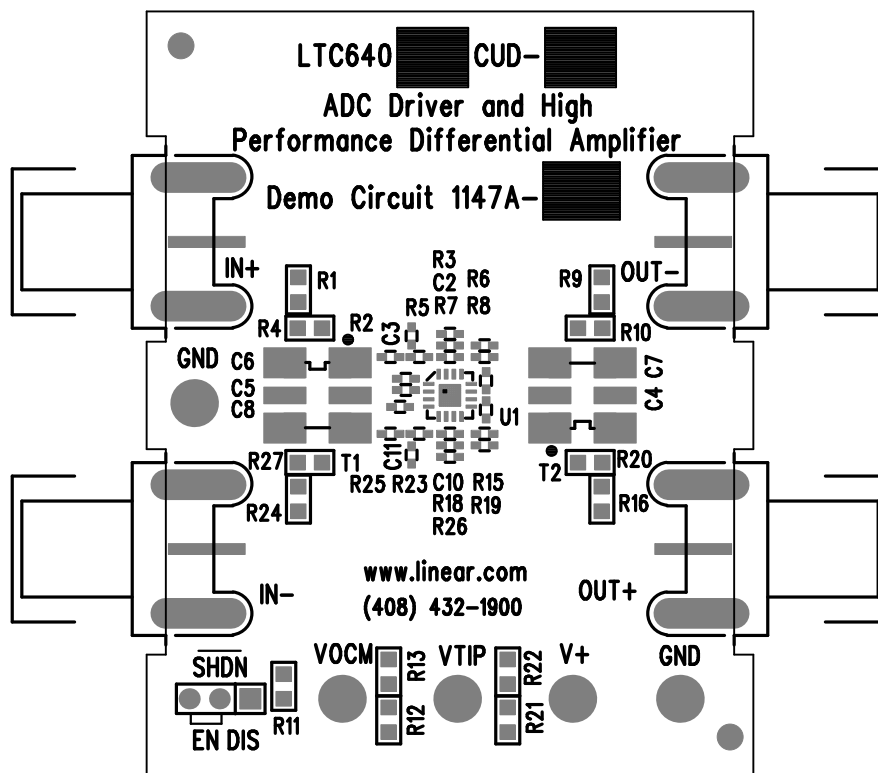 LTC640 CUD-
ADC Driver and High
Performance Differential Amplifier
Demo Circuit 1147A-
IN+
R1
R4
R2
R3
C2
R6
R5
R7
R8
C3
R9
OUT-
R10
GND
C6
C5
C8
U1
C7
C4
R27
T1
R24
C11
R25
R23
C10
R15
R18
R19
R26
T2
R20
R16
www.linear.com
(408) 432-1900
IN-
OUT+
SHDN
EN DIS
R11
VOCM
R13
R12
VTIP
R22
R21
V+
GND